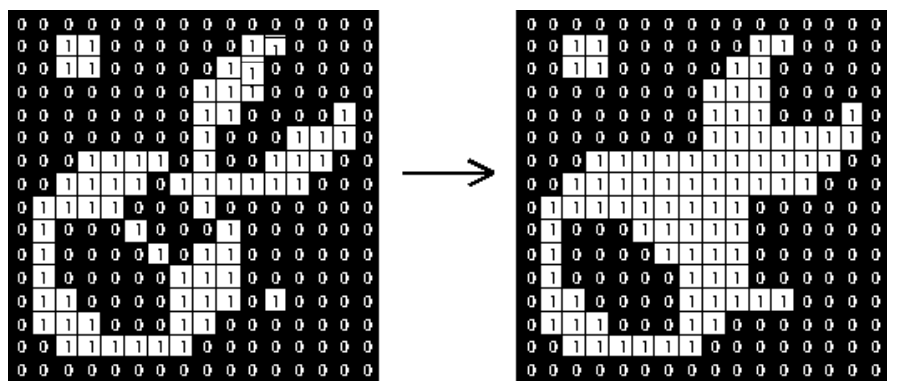 0 0 0 0 0 0 0 0 0 0 0 0 0 0 0 0 0 0 0 0 0 0 0 0 0 0 0 0 0 0 0 0
0 0 1 1 0 0 0 0 0 0 1 1 0 0 0 0 0 0 1 1 0 0 0 0 0 0 1 1 0 0 0 0
0 0 1 1 0 0 0 0 0 1 1 0 0 0 0 0 0 0 1 1 0 0 0 0 0 1 1 0 0 0 0 0
0 0 0 0 0 0 0 0 1 1 1 0 0 0 0 0 0 0 0 0 0 0 0 0 1 1 1 0 0 0 0 0
0 0 0 0 0 0 0 0 1 1 0 0 0 0 1 0 0 0 0 0 0 0 0 0 1 1 1 0 0 0 1 0
0 0 0 0 0 0 0 0 1 0 0 0 1 1 1 0 0 0 0 0 0 0 0 0 1 1 1 1 1 1 1 0
0 0 0 1 1 1 1 0 1 0 0 1 1 1 0 0 0 0 0 1 1 1 1 1 1 1 1 1 1 1 0 0
0 0 1 1 1 1 0 1 1 1 1 1 1 0 0 0 0 0 1 1 1 1 1 1 1 1 1 1 1 0 0 0
0 1 1 1 1 0 0 0 1 0 0 0 0 0 0 0 0 1 1 1 1 1 1 1 1 1 0 0 0 0 0 0
0 1 0 0 0 1 0 0 0 1 0 0 0 0 0 0 0 1 0 0 0 1 1 1 1 1 0 0 0 0 0 0
0 1 0 0 0 0 1 0 1 1 0 0 0 0 0 0 0 1 0 0 0 0 1 1 1 1 0 0 0 0 0 0
0 1 0 0 0 0 0 1 1 1 0 0 0 0 0 0 0 1 0 0 0 0 0 1 1 1 0 0 0 0 0 0
0 1 1 0 0 0 0 1 1 1 0 1 0 0 0 0 0 1 1 0 0 0 0 1 1 1 1 1 0 0 0 0
0 1 1 1 0 0 0 1 1 0 0 0 0 0 0 0 0 1 1 1 0 0 0 1 1 0 0 0 0 0 0 0
0 0 1 1 1 1 1 1 0 0 0 0 0 0 0 0 0 0 1 1 1 1 1 1 0 0 0 0 0 0 0 0
0 0 0 0 0 0 0 0 0 0 0 0 0 0 0 0 0 0 0 0 0 0 0 0 0 0 0 0 0 0 0 0